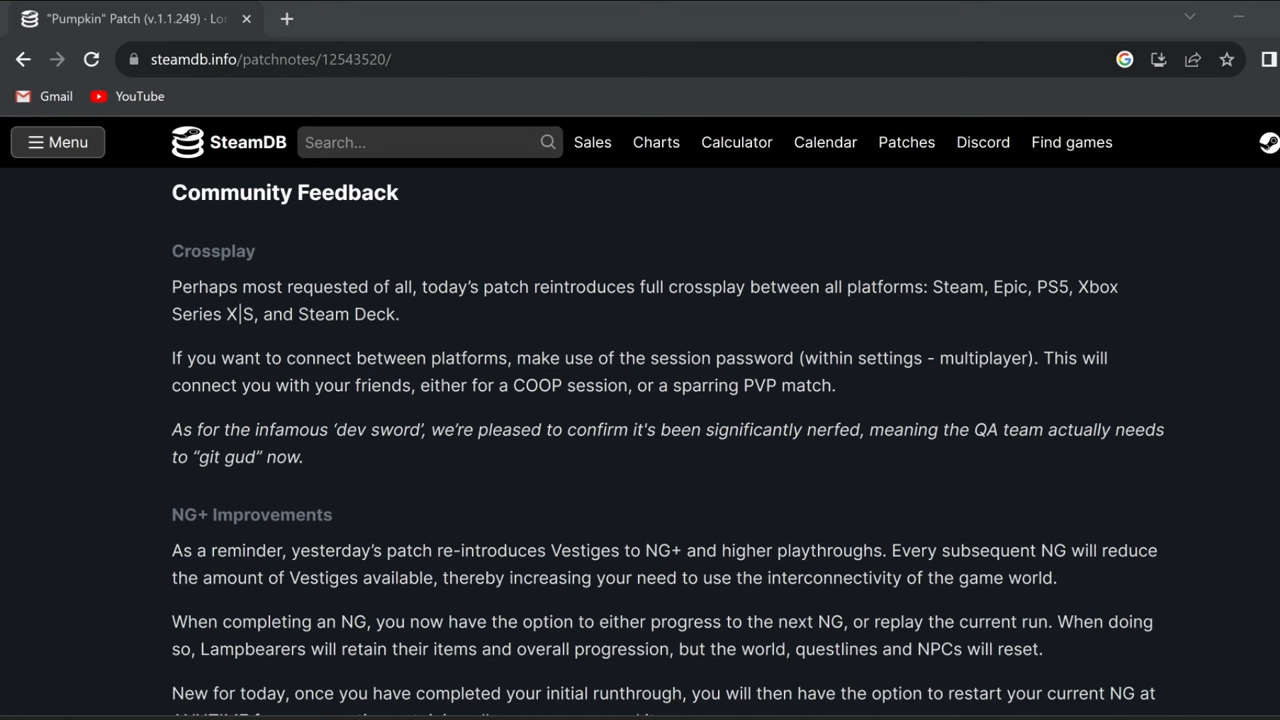 "Pumpkin" Patch (v.1.1.249) · Lor
steamdb.info/patchnotes/12543520/
Gmail YouTube
Menu SteamDB Search... Sales Charts Calculator Calendar Patches Discord Find games
Community Feedback
Crossplay
Perhaps most requested of all, today’s patch reintroduces full crossplay between all platforms: Steam, Epic, PS5, Xbox
Series X|S, and Steam Deck.
If you want to connect between platforms, make use of the session password (within settings - multiplayer). This will
connect you with your friends, either for a COOP session, or a sparring PVP match.
As for the infamous ‘dev sword’, we’re pleased to confirm it's been significantly nerfed, meaning the QA team actually needs
to “git gud” now.
NG+ Improvements
As a reminder, yesterday’s patch re-introduces Vestiges to NG+ and higher playthroughs. Every subsequent NG will reduce
the amount of Vestiges available, thereby increasing your need to use the interconnectivity of the game world.
When completing an NG, you now have the option to either progress to the next NG, or replay the current run. When doing
so, Lampbearers will retain their items and overall progression, but the world, questlines and NPCs will reset.
New for today, once you have completed your initial runthrough, you will then have the option to restart your current NG at